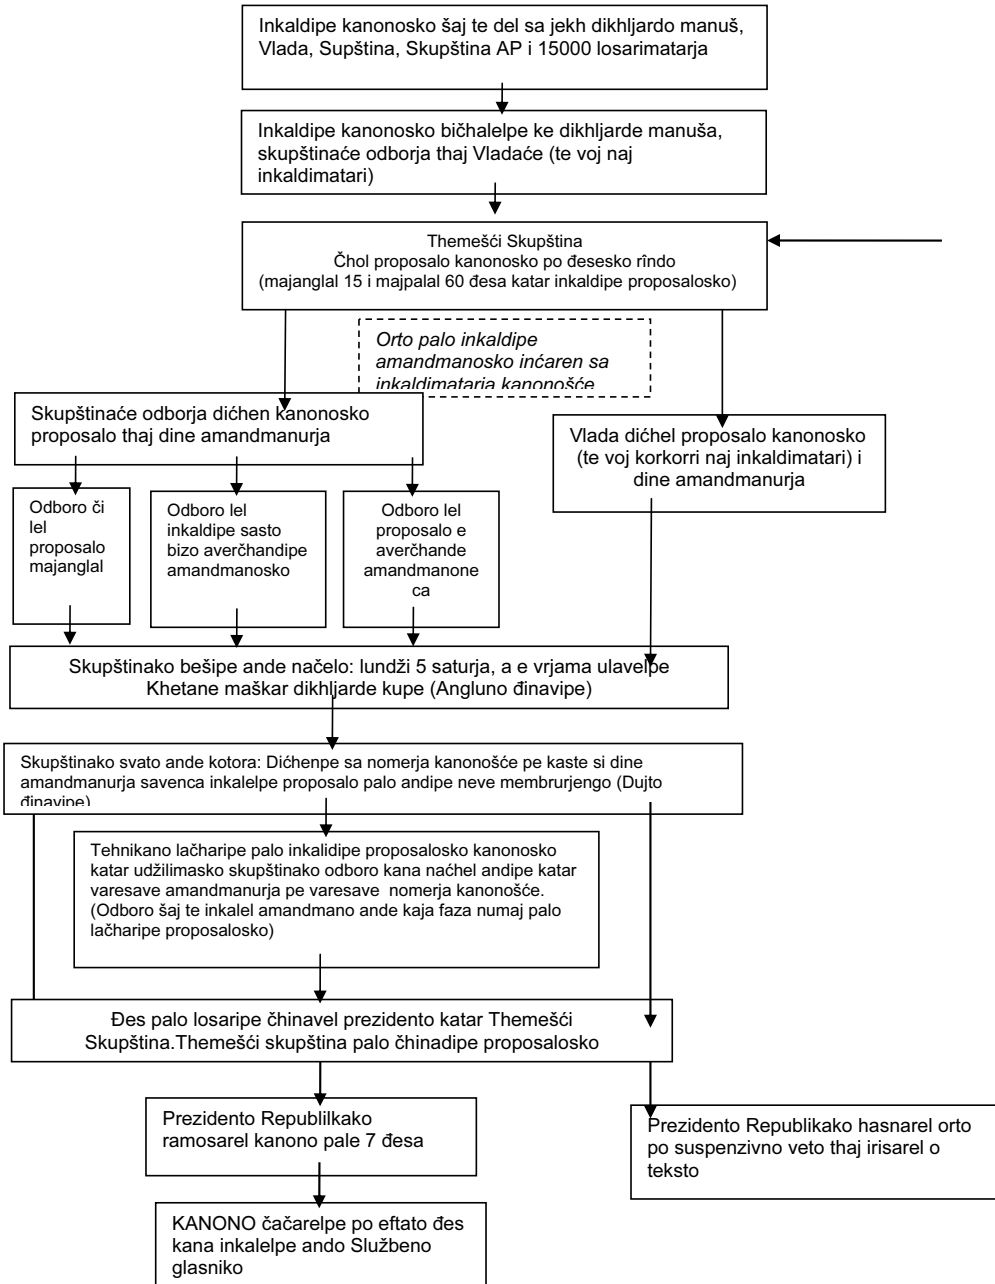 Inkaldipe kanonosko šaj te del sa jekh dikhljardo manuš,
Vlada, Supština, Skupština AP i 15000 losarimatarja
Inkaldipe kanonosko bičhalelpe ke dikhljarde manuša,
skupštinaće odborja thaj Vladaće (te voj naj
inkaldimatari)
Themešći Skupština
Čhol proposalo kanonosko po đesesko rîndo
(majanglal 15 i majpalal 60 đesa katar inkaldipe proposalosko)
Orto palo inkaldipe
amandmanosko inćaren sa
inkaldimataria kanonošće
Skupštinaće odborja dićhen kanonosko
proposalo thaj dine amandmanurja
Vlada dićhel proposalo kanonosko
(te voj korkorri naj inkaldimatari) i
dine amandmanurja
Odboro či
lel
proposalo
majanglal
Odboro lel
inkaldipe sasto
bizo averčhandipe
amandmanosko
Odboro lel
proposalo e
averčhande
amandmanone
ca
Skupštinako bešipe ande načelo: lundži 5 saturja, a e vrjama ulavelpe
Khetane maškar dikhljarde kupe (Angluno đinavipe)
Skupštinako svato ande kotora: Dićhenpe sa nomerja kanonošće pe kaste si dine
amandmanurja savenca inkalelpe proposalo palo andipe neve membrurjengo (Dujto
đinavipe)
Tehnikano lačharipe palo inkalidipe proposalosko kanonosko
katar udžilimasko skupštinako odboro kana naćhel andipe katar
varesave amandmanurja pe varesave nomerja kanonošće.
(Odboro šaj te inkalel amandmano ande kaja faza numaj palo
lačharipe proposalosko)
Đes palo losaripe čhinavel prezidento katar Themešći
Skupština.Themešći skupština palo čhinadipe proposalosko
Prezidento Republilkako
ramosarel kanono pale 7 đesa
Prezidento Republikako hasnarel orto
po suspenzivno veto thaj irisarel o
teksto
KANONO čačarelpe po eftato đes
kana inkalelpe ando Službeno
glasniko